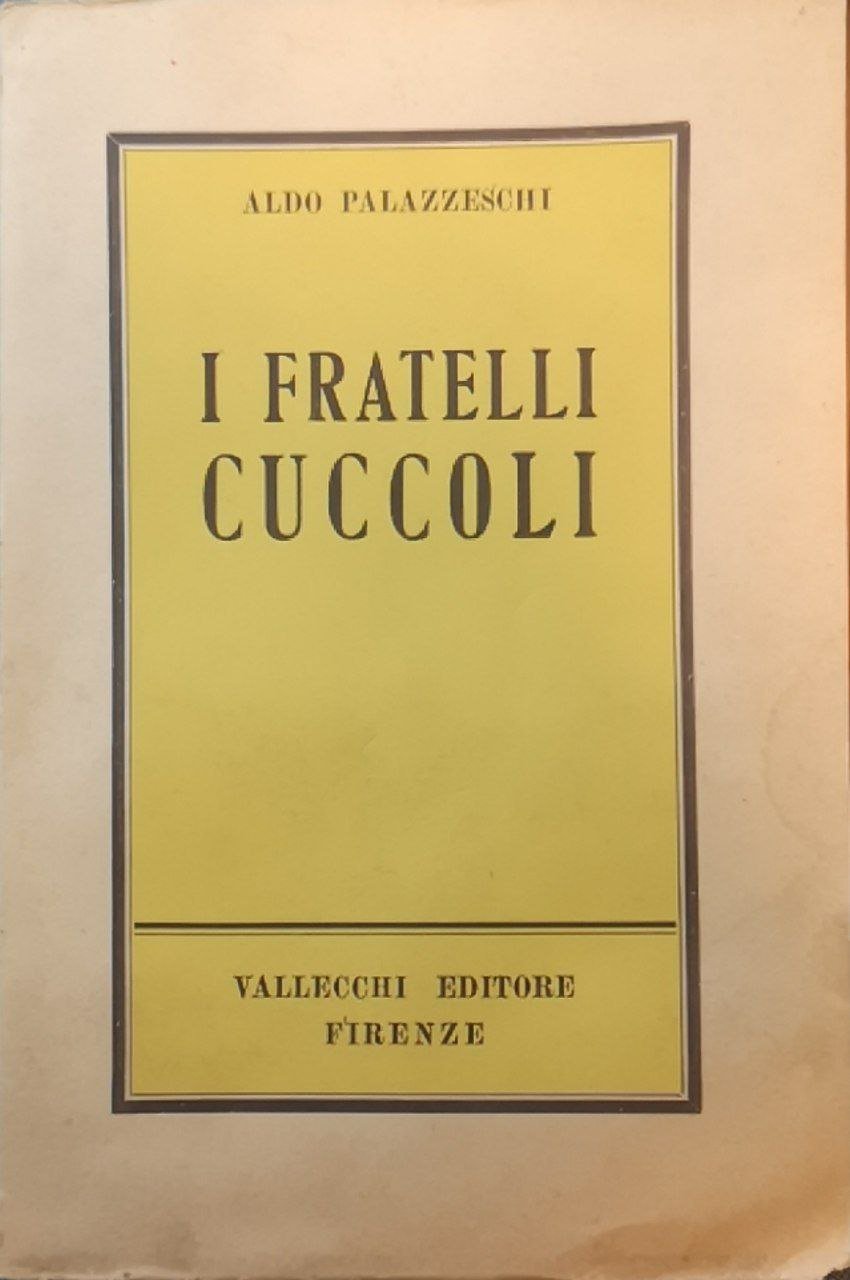 ALDO PALAZZESCHI
I FRATELLI
CUCCOLI
VALLECCHI EDITORE
FIRENZE